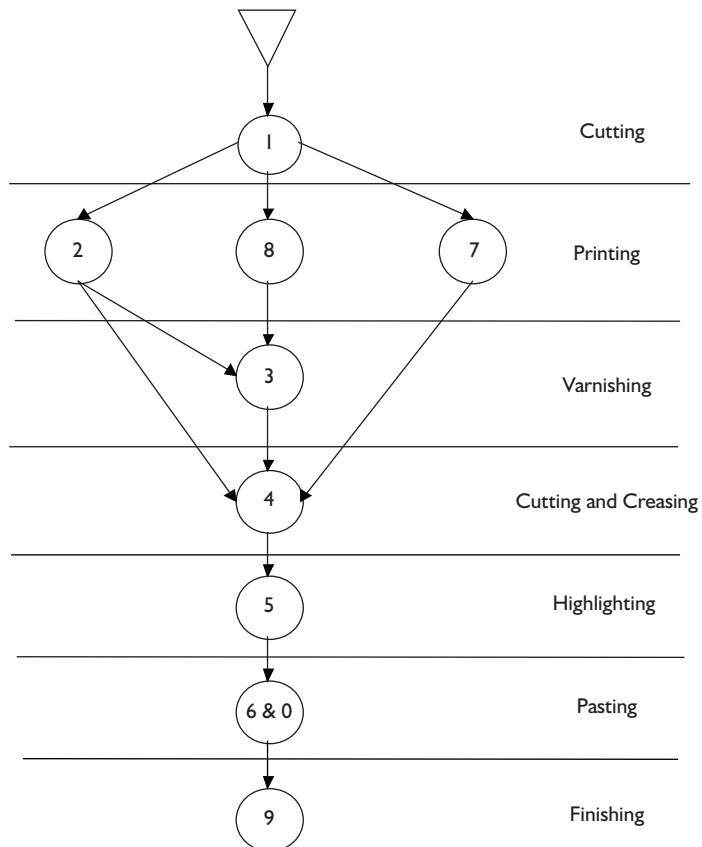 1
Cutting
2
8
7
Printing
3
Varnishing
4
Cutting and Creasing
5
Highlighting
6 & 0
Pasting
9
Finishing